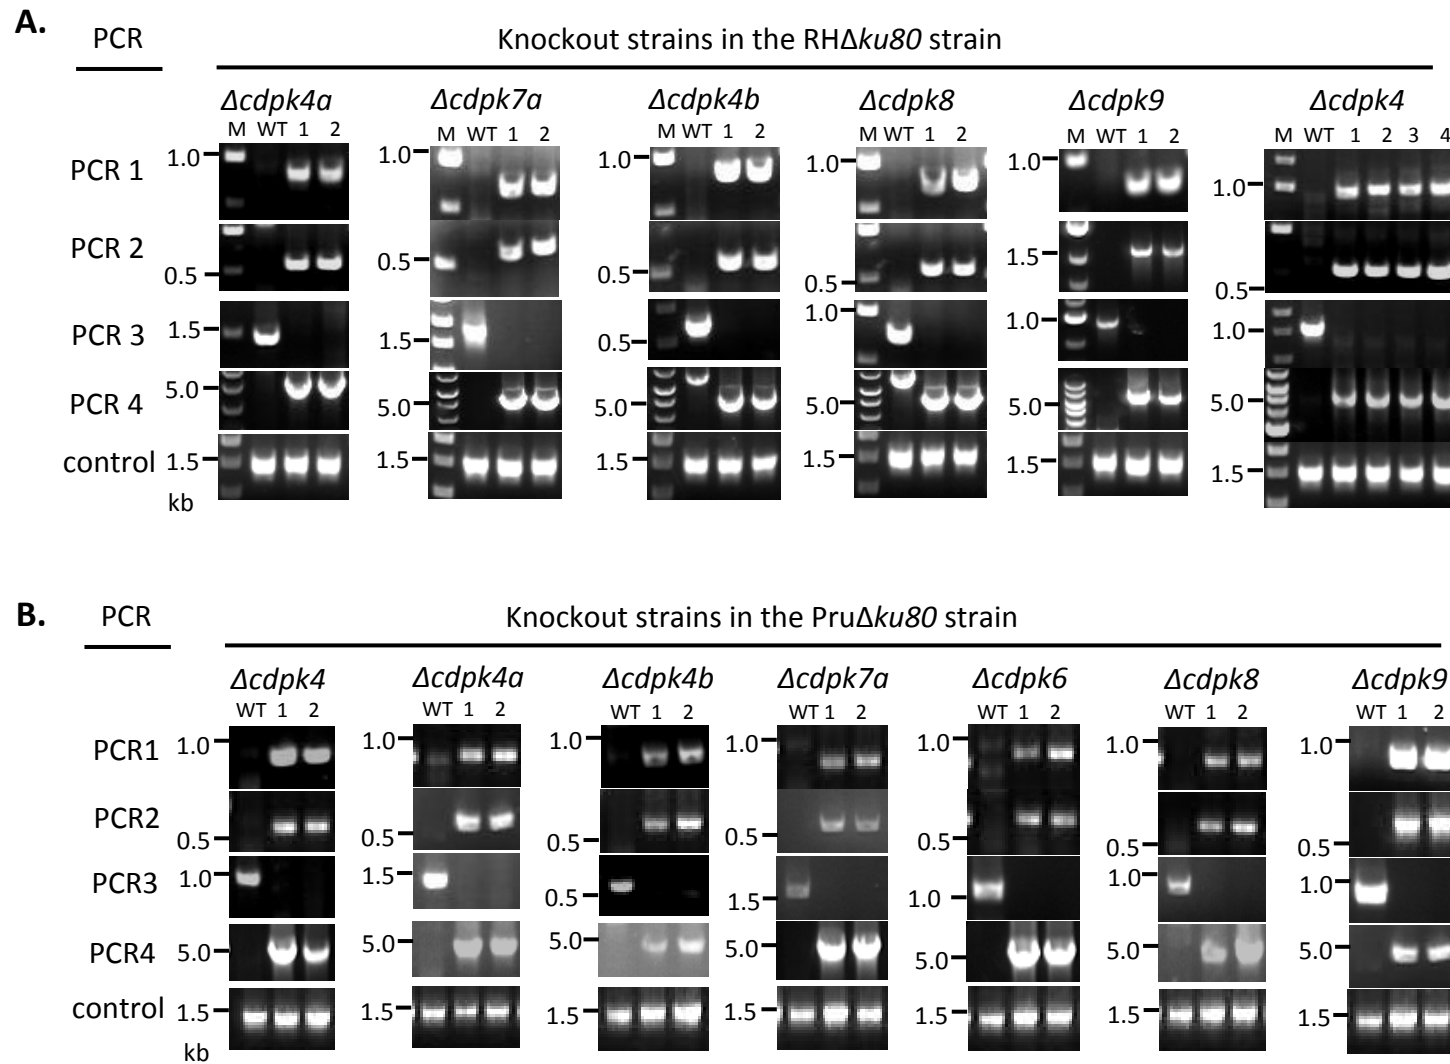 A.
PCR Knockout strains in the RHΔku80 strain
Δcdpk4a Δcdpk7a Δcdpk4b Δcdpk8 Δcdpk9 Δcdpk4
M WT 1 2 M WT 1 2 M WT 1 2 M WT 1 2 M WT 1 2 M WT 1 2 3 4
PCR 1 1.0 1.0 1.0 1.0 1.0 1.0
PCR 2 0.5 0.5 0.5 0.5 1.5 0.5
PCR 3 1.5 1.5 0.5 1.0 1.0 1.0
PCR 4 5.0 5.0 5.0 5.0 5.0 5.0
control 1.5 1.5 1.5 1.5 1.5 1.5
kb
B.
PCR Knockout strains in the PruΔku80 strain
Δcdpk4 Δcdpk4a Δcdpk4b Δcdpk7a Δcdpk6 Δcdpk8 Δcdpk9
WT 1 2 WT 1 2 WT 1 2 WT 1 2 WT 1 2 WT 1 2 WT 1 2
PCR1 1.0 1.0 1.0 1.0 1.0 1.0 1.0
PCR2 0.5 0.5 0.5 0.5 0.5 0.5 0.5
PCR3 1.0 1.5 0.5 1.5 1.0 1.0 1.0
PCR4 5.0 5.0 5.0 5.0 5.0 5.0 5.0
control 1.5 1.5 1.5 1.5 1.5 1.5 1.5
kb